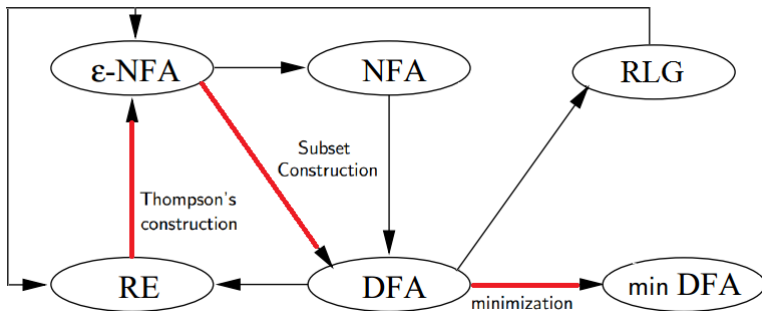 ε-NFA
NFA
RLG
Subset
Construction
Thompson's
construction
RE
DFA
min DFA
minimization